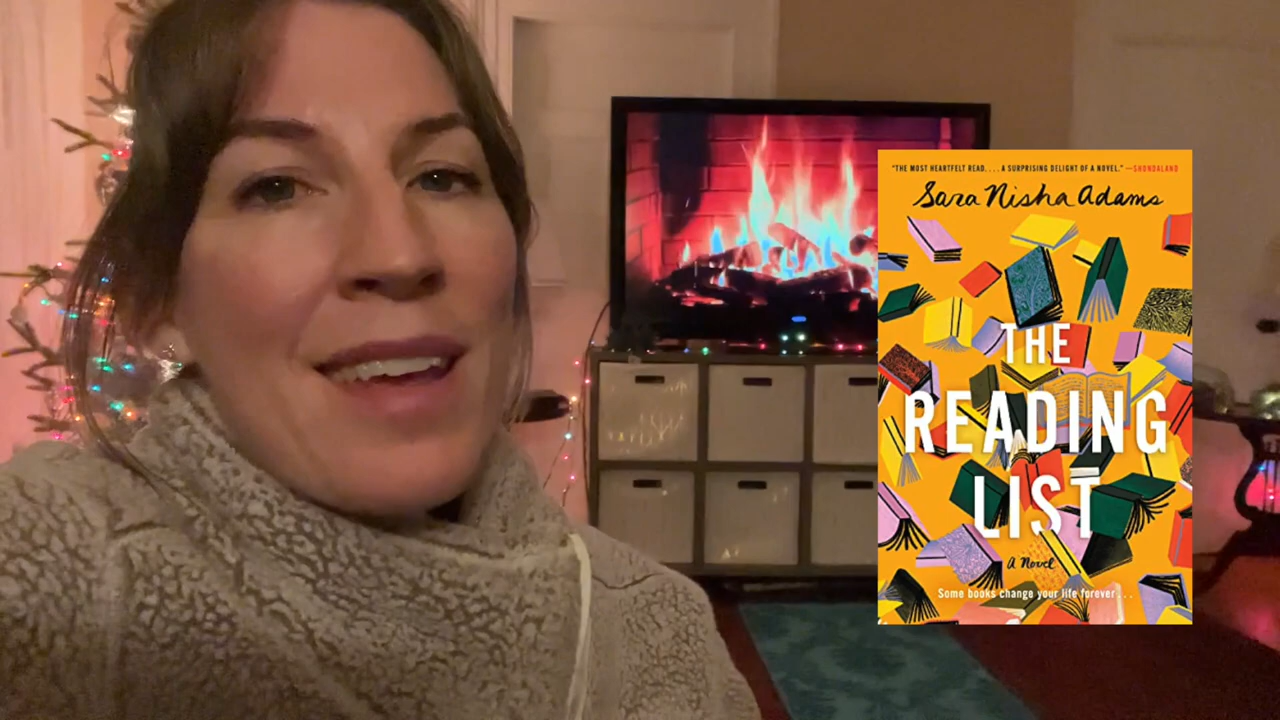 "THE MOST HEARTFELT READ. . . . A SURPRISING DELIGHT OF A NOVEL." —SHONDALAND
Sara Nisha Adams
THE
READING
LIST
A Novel
Some books change your life forever . . .